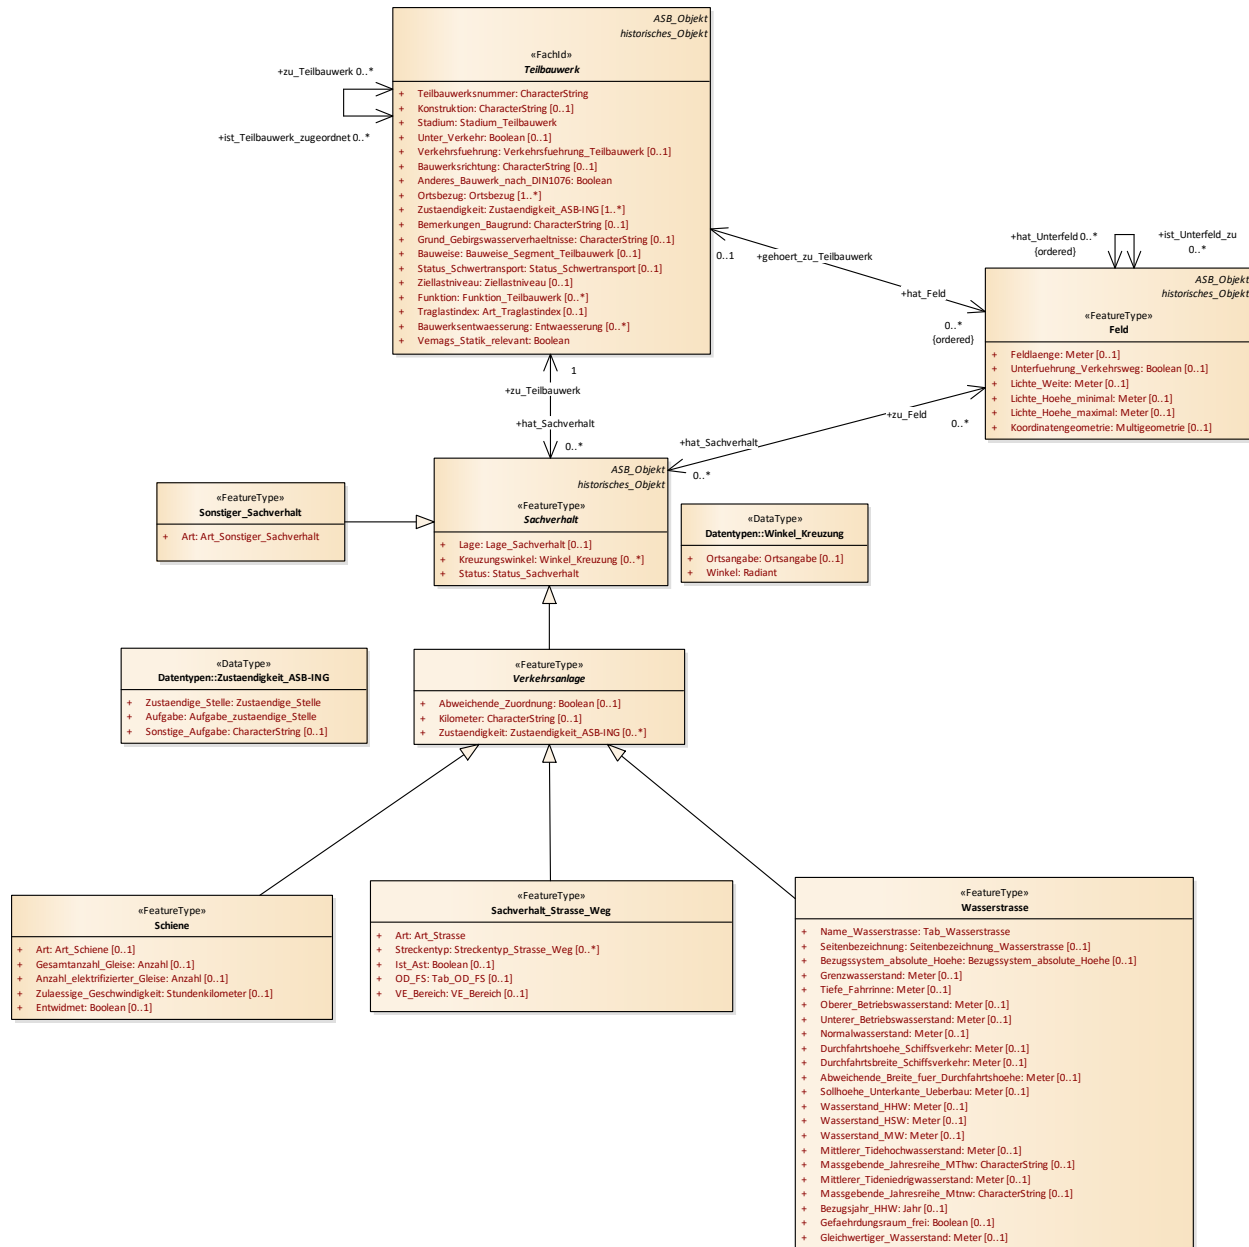 ASB_Objekt
historisches_Objekt
«FachId»
Teilbauwerk
+ Teilbauwerksnummer: CharacterString
+ Konstruktion: CharacterString [0..1]
+ Stadium: Stadium_Teilbauwerk
+ Unter_Verkehr: Boolean [0..1]
+ Verkehrsfuehrung: Verkehrsfuehrung_Teilbauwerk [0..1]
+ Bauwerksrichtung: CharacterString [0..1]
+ Anderes_Bauwerk_nach_DIN1076: Boolean
+ Ortsbezug: Ortsbezug [1..*]
+ Zustaendigkeit: Zustaendigkeit_ASB-ING [1..*]
+ Bemerkungen_Baugrund: CharacterString [0..1]
+ Grund_Gebirgswasserverhaeltnisse: CharacterString [0..1]
+ Bauweise: Bauweise_Segment_Teilbauwerk [0..1]
+ Status_Schwertransport: Status_Schwertransport [0..1]
+ Ziellastniveau: Ziellastniveau [0..1]
+ Funktion: Funktion_Teilbauwerk [0..*]
+ Traglastindex: Art_Traglastindex [0..1]
+ Bauwerksentwaesserung: Entwaesserung [0..*]
+ Vemags_Statik_relevant: Boolean
+zu_Teilbauwerk 0..*
+ist_Teilbauwerk_zugeordnet 0..*
0..1
+gehoert_zu_Teilbauwerk
+hat_Feld
0..*
{ordered}
+hat_Unterfeld 0..*
{ordered}
+ist_Unterfeld_zu
0..*
ASB_Objekt
historisches_Objekt
«FeatureType»
Feld
+ Feldlaenge: Meter [0..1]
+ Unterfuehrung_Verkehrsweg: Boolean [0..1]
+ Lichte_Weite: Meter [0..1]
+ Lichte_Hoehe_minimal: Meter [0..1]
+ Lichte_Hoehe_maximal: Meter [0..1]
+ Koordinatengeometrie: Multigeometrie [0..1]
1
+zu_Teilbauwerk
+hat_Sachverhalt
0..*
+zu_Feld
0..*
+hat_Sachverhalt
0..*
ASB_Objekt
historisches_Objekt
«FeatureType»
Sachverhalt
+ Lage: Lage_Sachverhalt [0..1]
+ Kreuzungswinkel: Winkel_Kreuzung [0..*]
+ Status: Status_Sachverhalt
«FeatureType»
Sonstiger_Sachverhalt
+ Art: Art_Sonstiger_Sachverhalt
«DataType»
Datentypen::Winkel_Kreuzung
+ Ortsangabe: Ortsangabe [0..1]
+ Winkel: Radiant
«DataType»
Datentypen::Zustaendigkeit_ASB-ING
+ Zustaendige_Stelle: Zustaendige_Stelle
+ Aufgabe: Aufgabe_zustaendige_Stelle
+ Sonstige_Aufgabe: CharacterString [0..1]
«FeatureType»
Verkehrsanlage
+ Abweichende_Zuordnung: Boolean [0..1]
+ Kilometer: CharacterString [0..1]
+ Zustaendigkeit: Zustaendigkeit_ASB-ING [0..*]
«FeatureType»
Schiene
+ Art: Art_Schiene [0..1]
+ Gesamtanzahl_Gleise: Anzahl [0..1]
+ Anzahl_elektrifizierter_Gleise: Anzahl [0..1]
+ Zulaessige_Geschwindigkeit: Stundenkilometer [0..1]
+ Entwidmet: Boolean [0..1]
«FeatureType»
Sachverhalt_Strasse_Weg
+ Art: Art_Strasse
+ Streckentyp: Streckentyp_Strasse_Weg [0..*]
+ Ist_Ast: Boolean [0..1]
+ OD_FS: Tab_OD_FS [0..1]
+ VE_Bereich: VE_Bereich [0..1]
«FeatureType»
Wasserstrasse
+ Name_Wasserstrasse: Tab_Wasserstrasse
+ Seitenbezeichnung: Seitenbezeichnung_Wasserstrasse [0..1]
+ Bezugssystem_absolute_Hoehe: Bezugssystem_absolute_Hoehe [0..1]
+ Grenzwasserstand: Meter [0..1]
+ Tiefe_Fahrrinne: Meter [0..1]
+ Oberer_Betriebswasserstand: Meter [0..1]
+ Unterer_Betriebswasserstand: Meter [0..1]
+ Normalwasserstand: Meter [0..1]
+ Durchfahrtshoehe_Schiffsverkehr: Meter [0..1]
+ Durchfahrtsbreite_Schiffsverkehr: Meter [0..1]
+ Abweichende_Breite_fuer_Durchfahrtshoehe: Meter [0..1]
+ Sollhoehe_Unterkante_Ueberbau: Meter [0..1]
+ Wasserstand_HHW: Meter [0..1]
+ Wasserstand_HSW: Meter [0..1]
+ Wasserstand_MW: Meter [0..1]
+ Mittlerer_Tidehochwasserstand: Meter [0..1]
+ Massgebende_Jahresreihe_MThw: CharacterString [0..1]
+ Mittlerer_Tideniedrigwasserstand: Meter [0..1]
+ Massgebende_Jahresreihe_Mtnw: CharacterString [0..1]
+ Bezugsjahr_HHW: Jahr [0..1]
+ Gefaehrdungsraum_frei: Boolean [0..1]
+ Gleichwertiger_Wasserstand: Meter [0..1]